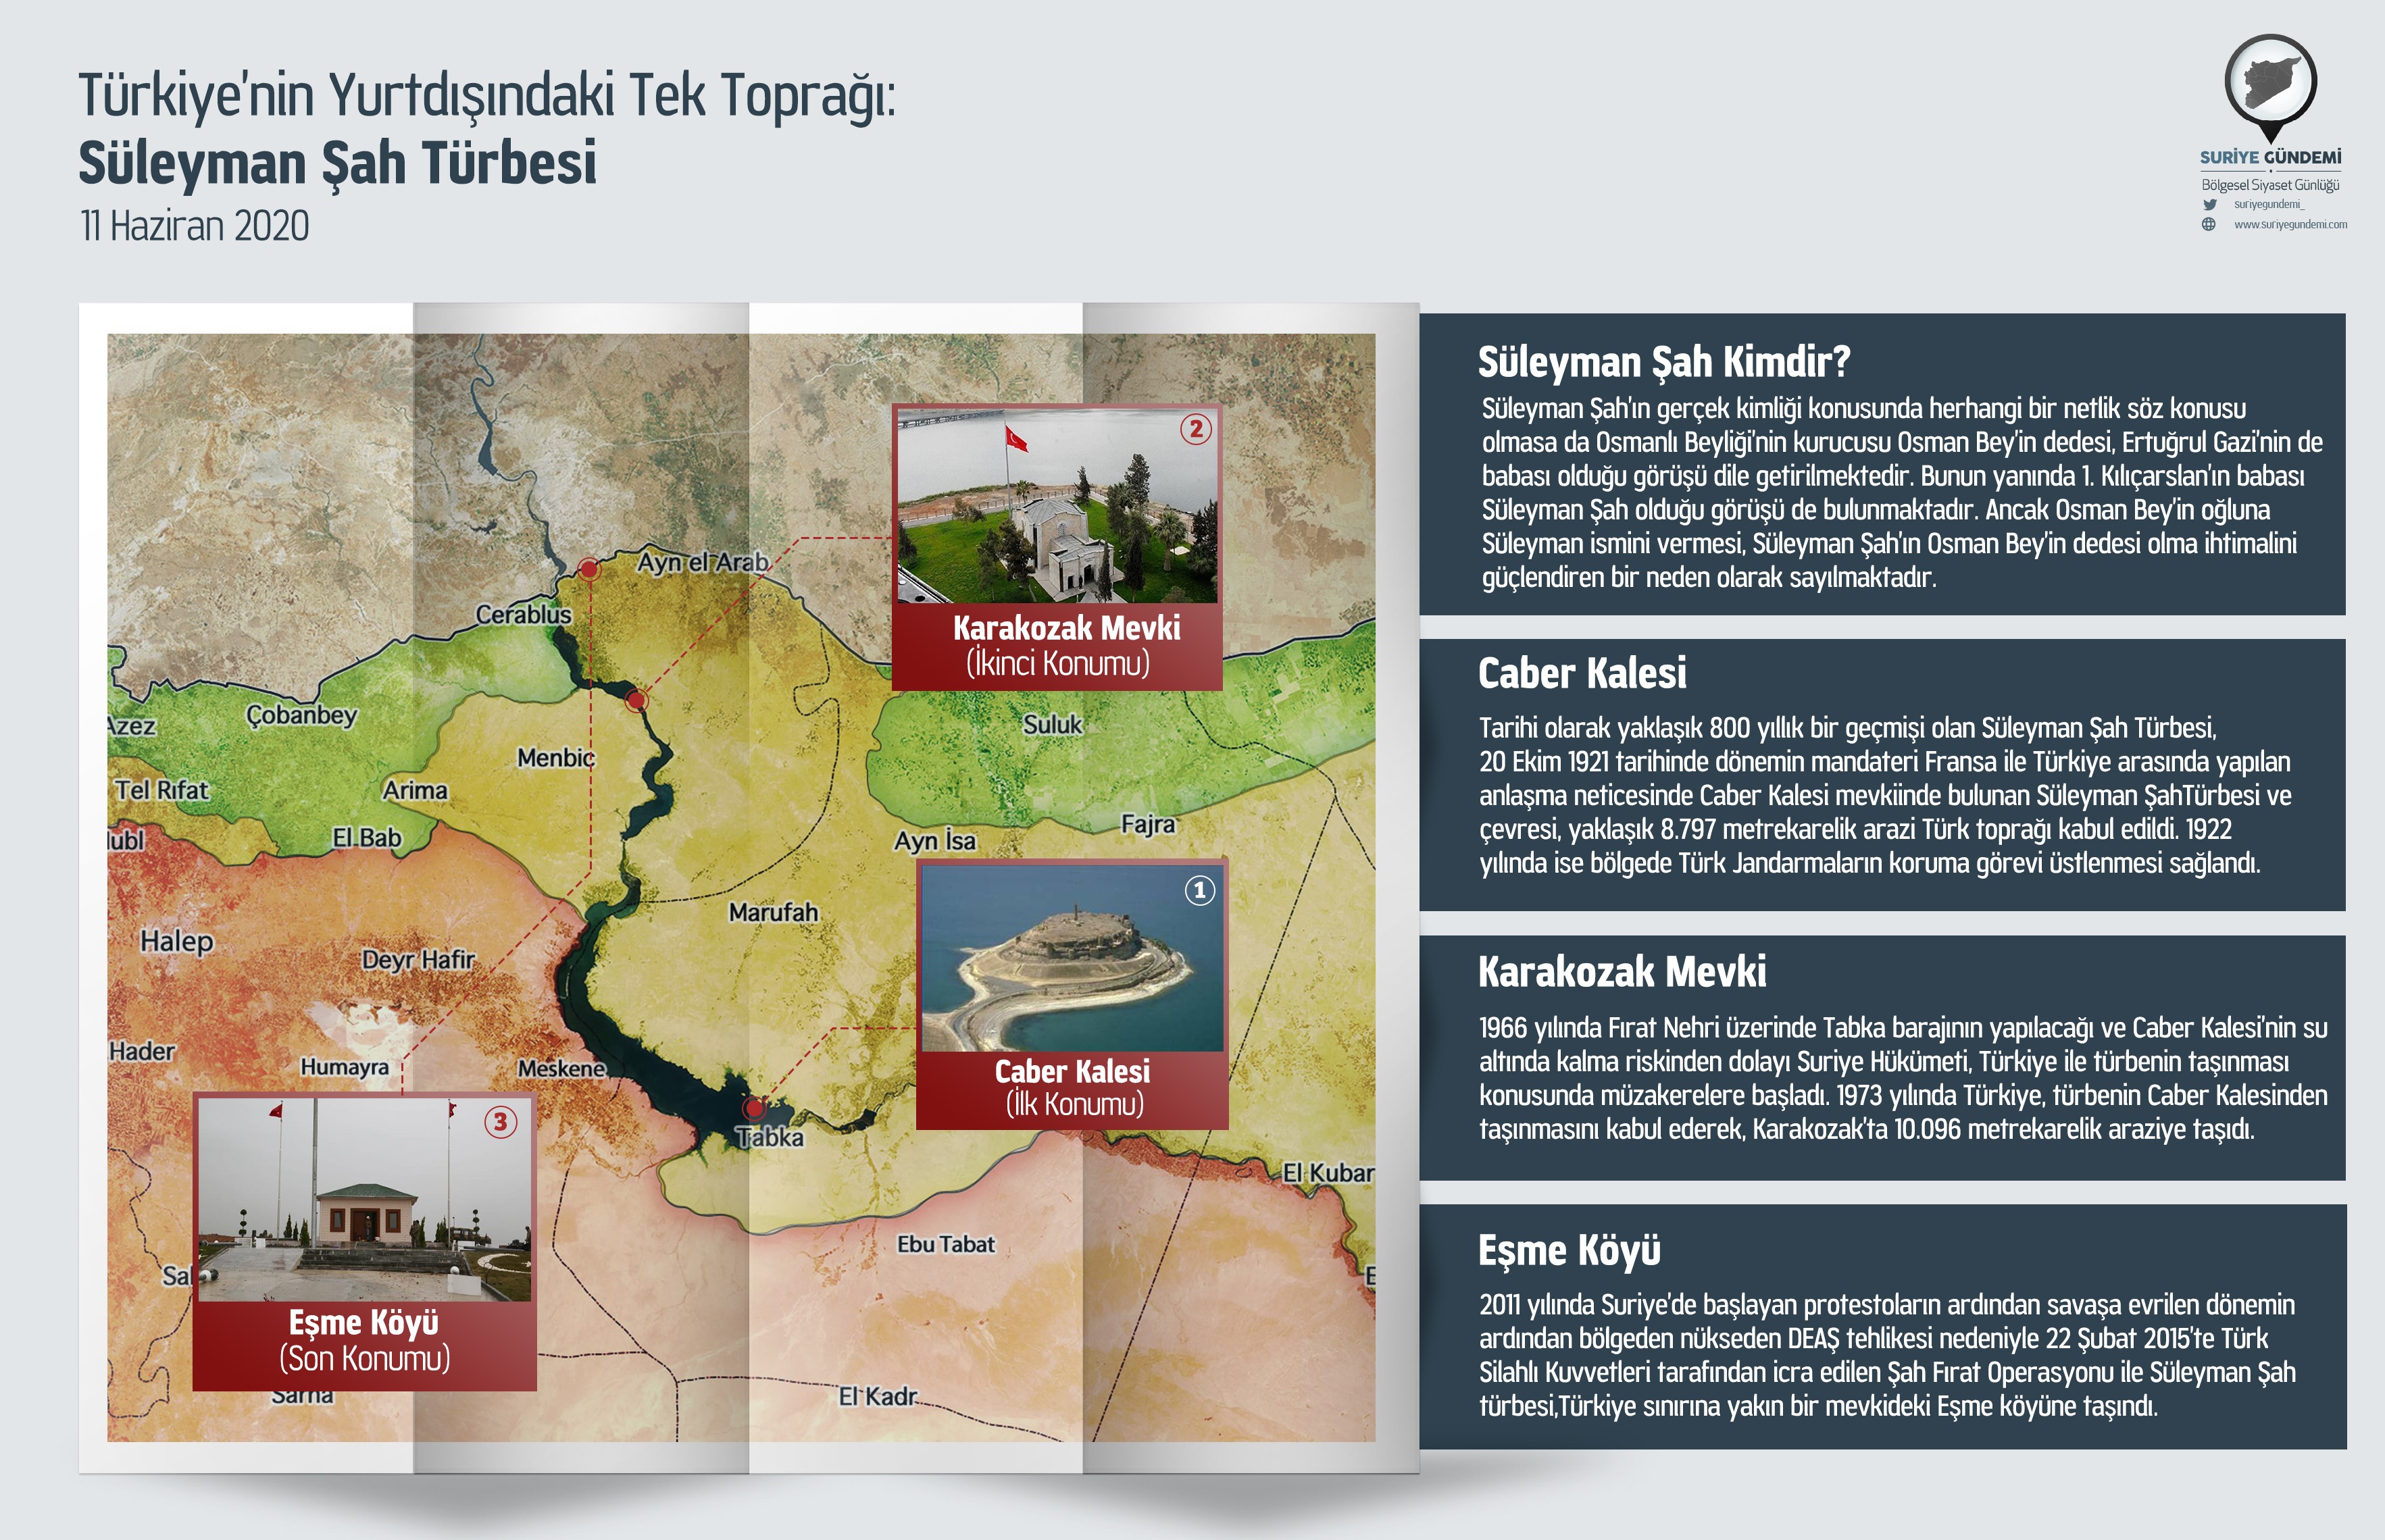 Türkiye'nin Yurtdışındaki Tek Toprağı:
Süleyman Şah Türbesi
11 Haziran 2020
SURİYE GÜNDEMİ
Bölgesel Siyaset Günlüğü
suriyegundemi_
www.suriyegundemi.com
2
Karakozak Mevki
(İkinci Konumu)
Ayn el Arab
Cerablus
Azez
Çobanbey
Suluk
Menbic
Tel Rıfat
Arima
Fajra
El Bab
Ayn İsa
1
Caber Kalesi
(İlk Konumu)
Marufah
Halep
Deyr Hafir
Hader
Humayra
Meskene
Tabka
3
Eşme Köyü
(Son Konumu)
El Kubar
Ebu Tabat
Sarha
El Kadr
Süleyman Şah Kimdir?
Süleyman Şah'ın gerçek kimliği konusunda herhangi bir netlik söz konusu
olmasa da Osmanlı Beyliği'nin kurucusu Osman Bey'in dedesi, Ertuğrul Gazi'nin de
babası olduğu görüşü dile getirilmektedir. Bunun yanında 1. Kılıçarslan'ın babası
Süleyman Şah olduğu görüşü de bulunmaktadır. Ancak Osman Bey'in oğluna
Süleyman ismini vermesi, Süleyman Şah'ın Osman Bey'in dedesi olma ihtimalini
güçlendiren bir neden olarak sayılmaktadır.
Caber Kalesi
Tarihi olarak yaklaşık 800 yıllık bir geçmişi olan Süleyman Şah Türbesi,
20 Ekim 1921 tarihinde dönemin mandateri Fransa ile Türkiye arasında yapılan
anlaşma neticesinde Caber Kalesi mevkiinde bulunan Süleyman ŞahTürbesi ve
çevresi, yaklaşık 8.797 metrekarelik arazi Türk toprağı kabul edildi. 1922
yılında ise bölgede Türk Jandarmaların koruma görevi üstlenmesi sağlandı.
Karakozak Mevki
1966 yılında Fırat Nehri üzerinde Tabka barajının yapılacağı ve Caber Kalesi'nin su
altında kalma riskinden dolayı Suriye Hükümeti, Türkiye ile türbenin taşınması
konusunda müzakerelere başladı. 1973 yılında Türkiye, türbenin Caber Kalesinden
taşınmasını kabul ederek, Karakozak'ta 10.096 metrekarelik araziye taşıdı.
Eşme Köyü
2011 yılında Suriye'de başlayan protestoların ardından savaşa evrilen dönemin
ardından bölgeden nükseden DEAŞ tehlikesi nedeniyle 22 Şubat 2015'te Türk
Silahlı Kuvvetleri tarafından icra edilen Şah Fırat Operasyonu ile Süleyman Şah
türbesi,Türkiye sınırına yakın bir mevkideki Eşme köyüne taşındı.